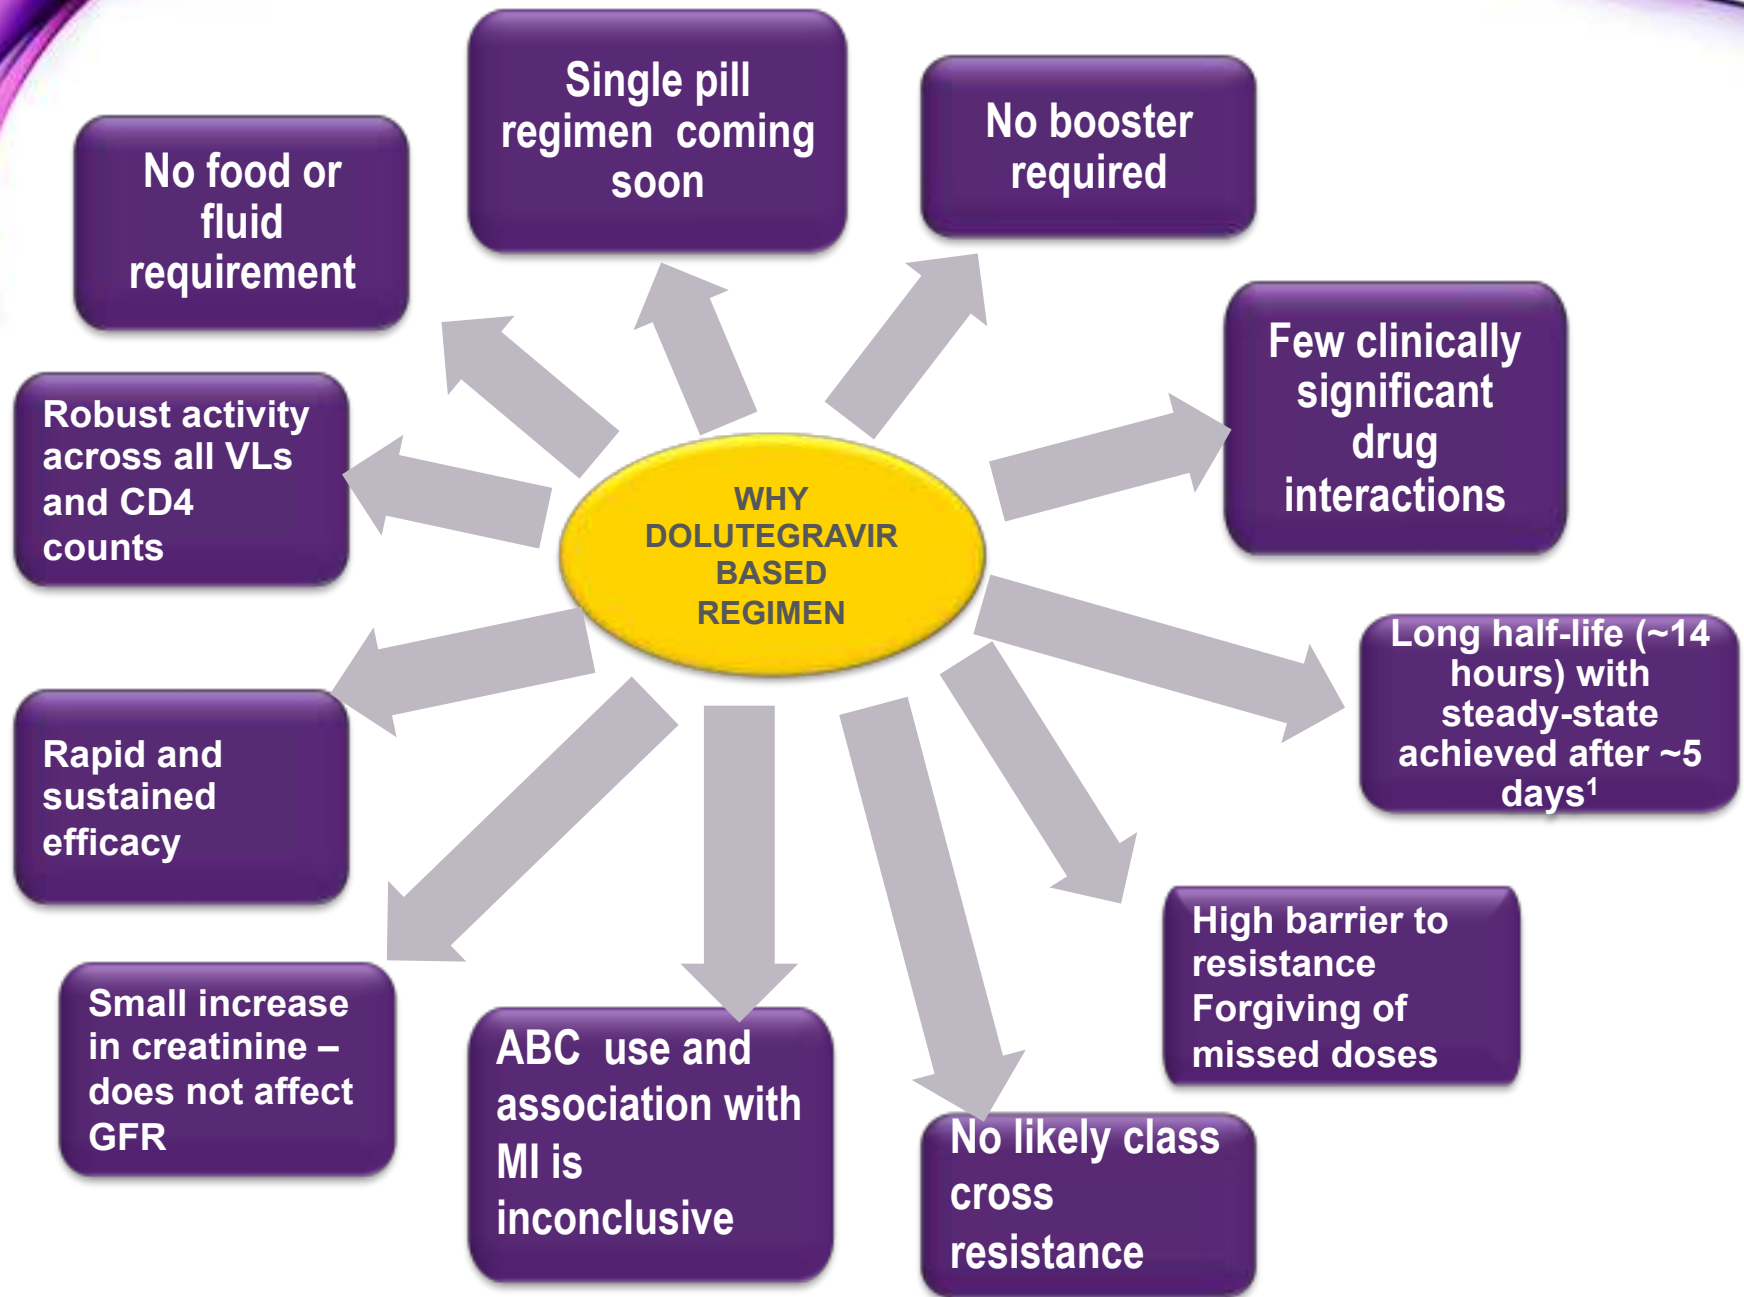 Single pill
regimen coming
soon
No booster
required
No food or
fluid
requirement
Few clinically
significant
drug
interactions
Robust activity
across all VLs
and CD4
counts
WHY
DOLUTEGRAVIR
BASED
REGIMEN
Long half-life (~14
hours) with
steady-state
achieved after ~5
days¹
Rapid and
sustained
efficacy
High barrier to
resistance
Forgiving of
missed doses
Small increase
in creatinine –
does not affect
GFR
ABC use and
association with
MI is
inconclusive
No likely class
cross
resistance